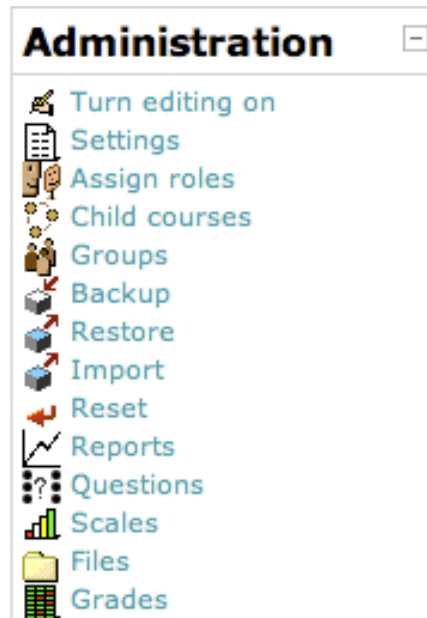 Administration
Turn editing on
Settings
Assign roles
Child courses
Groups
Backup
Restore
Import
Reset
Reports
Questions
Scales
Files
Grades